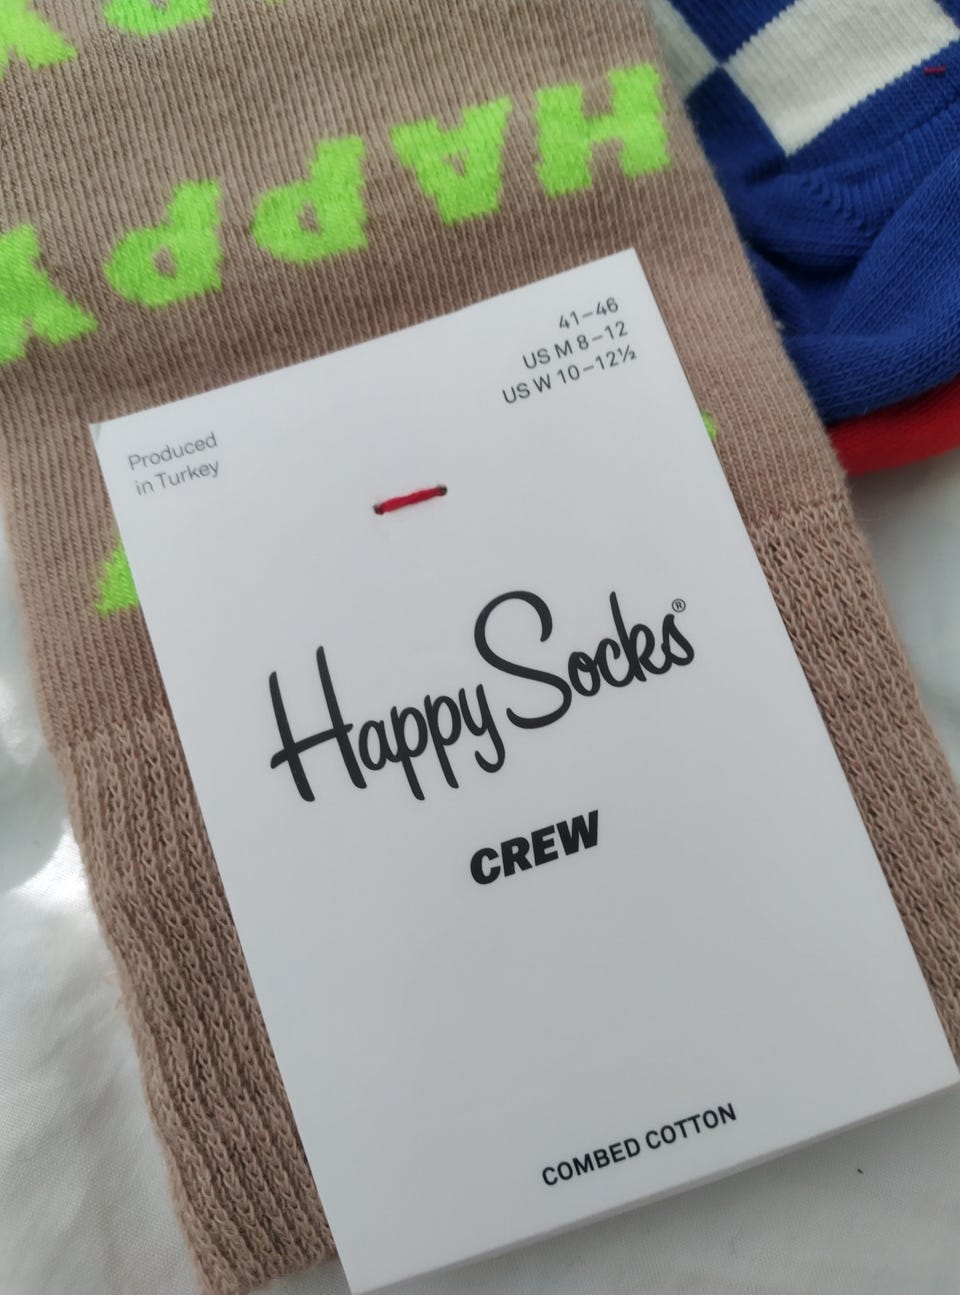 HAPPY
41–46
US M 8–12
US W 10–12½
Produced
in Turkey
Happy Socks®
CREW
COMBED COTTON